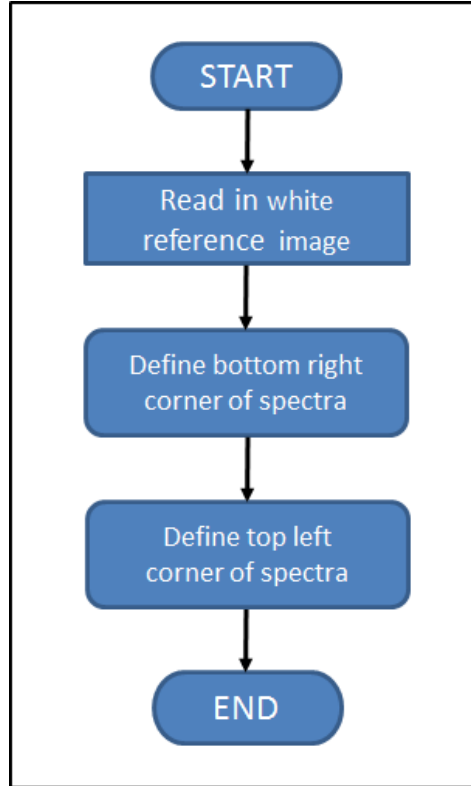 START
Read in white
reference image
Define bottom right
corner of spectra
Define top left
corner of spectra
END